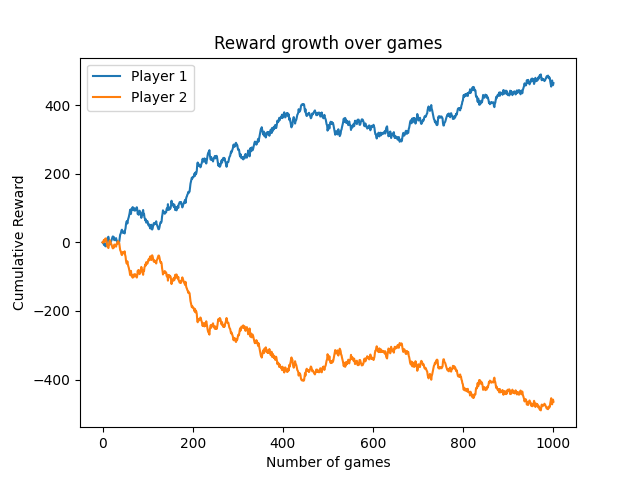 Reward growth over games
Player 1
Player 2
400
200
0
−200
−400
Cumulative Reward
0 200 400 600 800 1000
Number of games